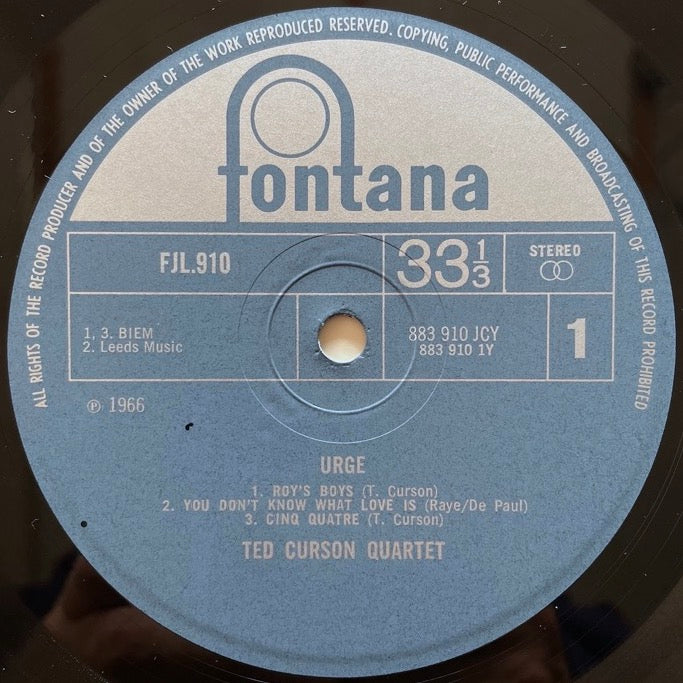 ALL RIGHTS OF THE RECORD PRODUCER AND OF THE OWNER OF THE WORK REPRODUCED RESERVED. COPYING, PUBLIC PERFORMANCE AND BROADCASTING OF THIS RECORD PROHIBITED
fontana
FJL.910
33⅓
STEREO
1, 3. BIEM
2. Leeds Music
883 910 JCY
883 910 1Y
1
℗ 1966
URGE
1. ROY'S BOYS (T. Curson)
2. YOU DON'T KNOW WHAT LOVE IS (Raye/De Paul)
3. CINQ QUATRE (T. Curson)
TED CURSON QUARTET